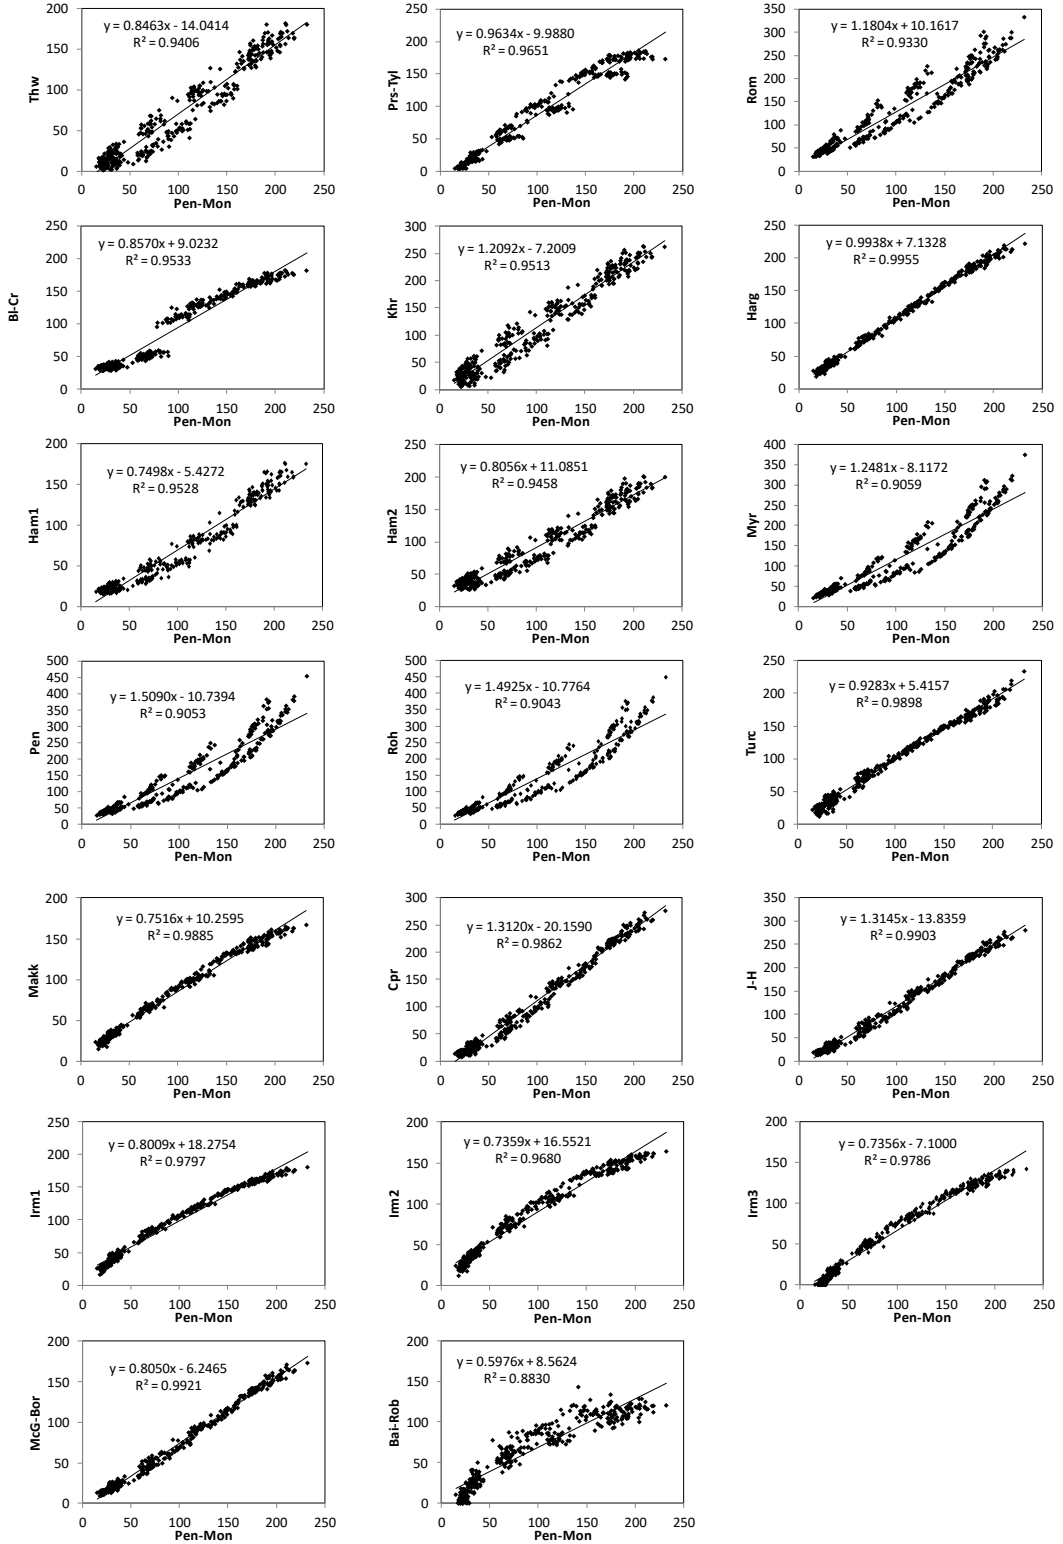 y = 0.8463x - 14.0414
R² = 0.9406
Thw
200
150
100
50
0
0 50 100 150 200 250
Pen-Mon
y = 0.9634x - 9.9880
R² = 0.9651
Prs-Tyl
250
200
150
100
50
0
0 50 100 150 200 250
Pen-Mon
y = 1.1804x + 10.1617
R² = 0.9330
Rom
350
300
250
200
150
100
50
0
0 50 100 150 200 250
Pen-Mon
y = 0.8570x + 9.0232
R² = 0.9533
Bl-Cr
250
200
150
100
50
0
0 50 100 150 200 250
Pen-Mon
y = 1.2092x - 7.2009
R² = 0.9513
Khr
300
250
200
150
100
50
0
0 50 100 150 200 250
Pen-Mon
y = 0.9938x + 7.1328
R² = 0.9955
Harg
250
200
150
100
50
0
0 50 100 150 200 250
Pen-Mon
y = 0.7498x - 5.4272
R² = 0.9528
Ham1
200
150
100
50
0
0 50 100 150 200 250
Pen-Mon
y = 0.8056x + 11.0851
R² = 0.9458
Ham2
250
200
150
100
50
0
0 50 100 150 200 250
Pen-Mon
y = 1.2481x - 8.1172
R² = 0.9059
Myr
400
350
300
250
200
150
100
50
0
0 50 100 150 200 250
Pen-Mon
y = 1.5090x - 10.7394
R² = 0.9053
Pen
500
450
400
350
300
250
200
150
100
50
0
0 50 100 150 200 250
Pen-Mon
y = 1.4925x - 10.7764
R² = 0.9043
Roh
500
450
400
350
300
250
200
150
100
50
0
0 50 100 150 200 250
Pen-Mon
y = 0.9283x + 5.4157
R² = 0.9898
Turc
250
200
150
100
50
0
0 50 100 150 200 250
Pen-Mon
y = 0.7516x + 10.2595
R² = 0.9885
Makk
200
150
100
50
0
0 50 100 150 200 250
Pen-Mon
y = 1.3120x - 20.1590
R² = 0.9862
Cpr
300
250
200
150
100
50
0
0 50 100 150 200 250
Pen-Mon
y = 1.3145x - 13.8359
R² = 0.9903
J-H
350
300
250
200
150
100
50
0
0 50 100 150 200 250
Pen-Mon
y = 0.8009x + 18.2754
R² = 0.9797
Irm1
250
200
150
100
50
0
0 50 100 150 200 250
Pen-Mon
y = 0.7359x + 16.5521
R² = 0.9680
Irm2
200
150
100
50
0
0 50 100 150 200 250
Pen-Mon
y = 0.7356x - 7.1000
R² = 0.9786
Irm3
200
150
100
50
0
0 50 100 150 200 250
Pen-Mon
y = 0.8050x - 6.2465
R² = 0.9921
McG-Bor
200
150
100
50
0
0 50 100 150 200 250
Pen-Mon
y = 0.5976x + 8.5624
R² = 0.8830
Bai-Rob
200
150
100
50
0
0 50 100 150 200 250
Pen-Mon